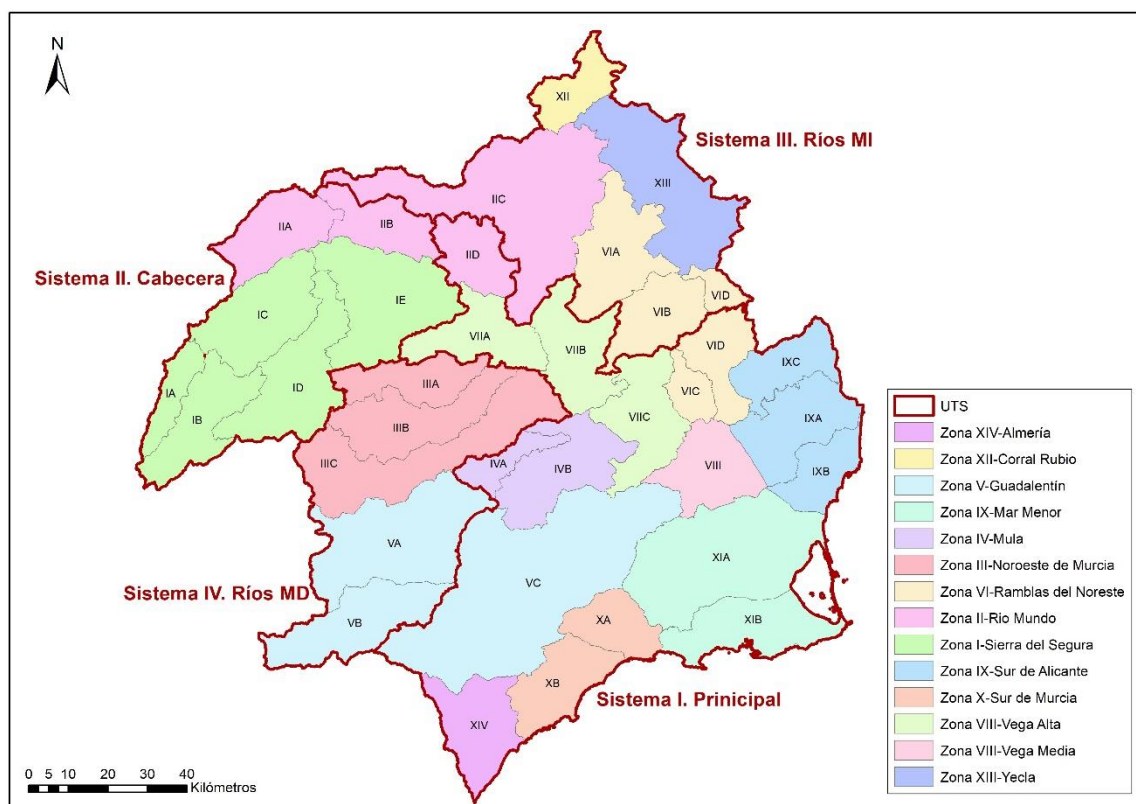 N
XII
Sistema III. Ríos MI
XIII
IIC
IIA
IIB
IID
VIA
Sistema II. Cabecera
IE
VID
IC
VIB
VIIA
VID
VIIB
IXC
IA
IIIA
ID
VIC
IB
IXA
VIIC
IIIB
IIIC
IVA
IVB
VIII
IXB
VA
XIA
VC
Sistema IV. Ríos MD
XA
XIB
VB
XB
Sistema I. Prinicipal
XIV
0 5 10 20 30 40
Kilómetros
UTS
Zona XIV-Almería
Zona XII-Corral Rubio
Zona V-Guadalentín
Zona IX-Mar Menor
Zona IV-Mula
Zona III-Noroeste de Murcia
Zona VI-Ramblas del Noreste
Zona II-Rio Mundo
Zona I-Sierra del Segura
Zona IX-Sur de Alicante
Zona X-Sur de Murcia
Zona VIII-Vega Alta
Zona VIII-Vega Media
Zona XIII-Yecla